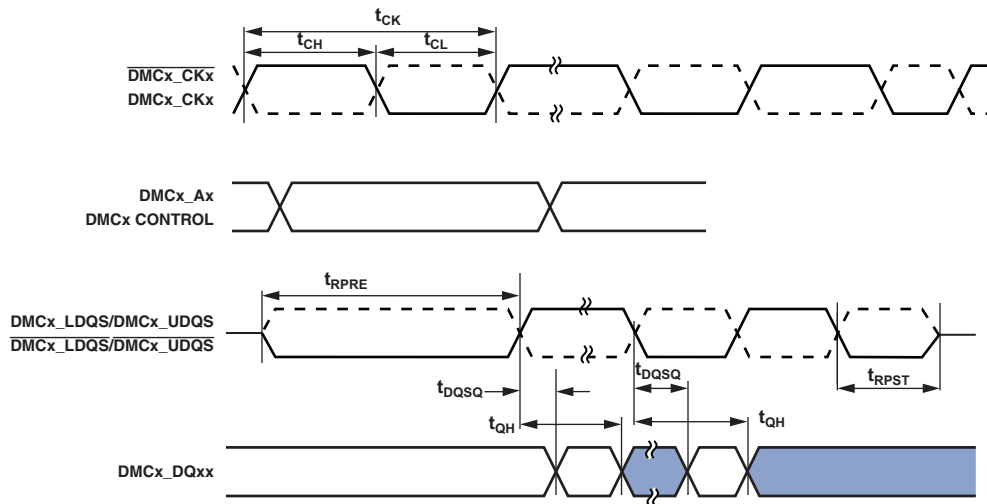 tCK
tCH
tCL
DMCx_CKx
DMCx_CKx
DMCx_Ax
DMCx CONTROL
tRPRE
DMCx_LDQS/DMCx_UDQS
DMCx_LDQS/DMCx_UDQS
tDQSQ
tDQSQ
tRPST
tQH
tQH
DMCx_DQxx